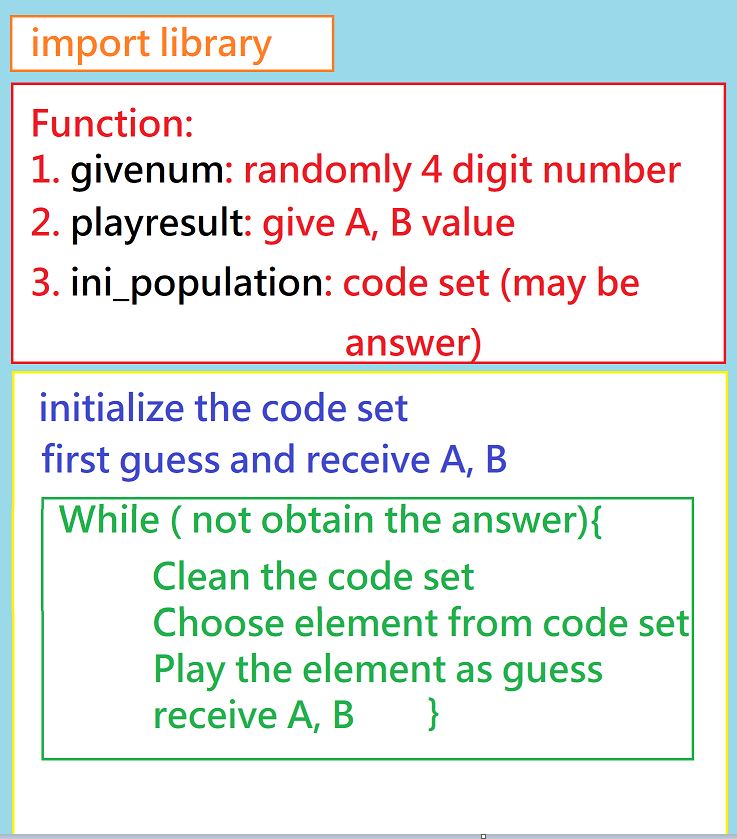 import library
Function:
1. givenum: randomly 4 digit number
2. playresult: give A, B value
3. ini_population: code set (may be
answer)
initialize the code set
first guess and receive A, B
While ( not obtain the answer){
Clean the code set
Choose element from code set
Play the element as guess
receive A, B }